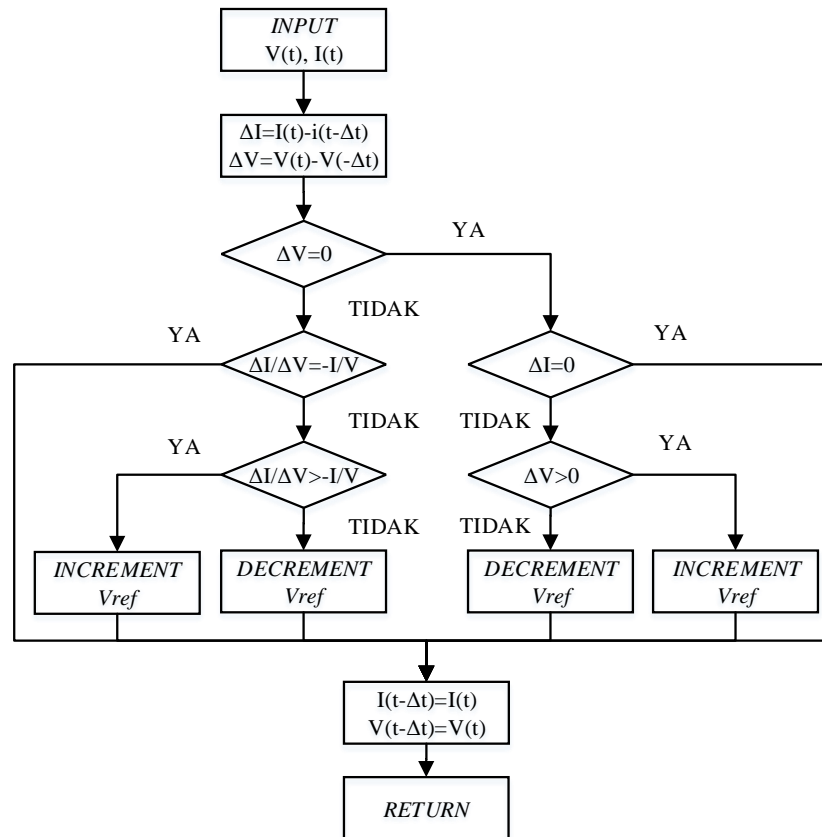 INPUT
V(t), I(t)
ΔI=I(t)-i(t-Δt)
ΔV=V(t)-V(-Δt)
ΔV=0
YA
TIDAK
YA
ΔI/ΔV=-I/V
ΔI=0
YA
TIDAK
TIDAK
YA
ΔI/ΔV>-I/V
ΔV>0
YA
TIDAK
TIDAK
INCREMENT
Vref
DECREMENT
Vref
DECREMENT
Vref
INCREMENT
Vref
I(t-Δt)=I(t)
V(t-Δt)=V(t)
RETURN